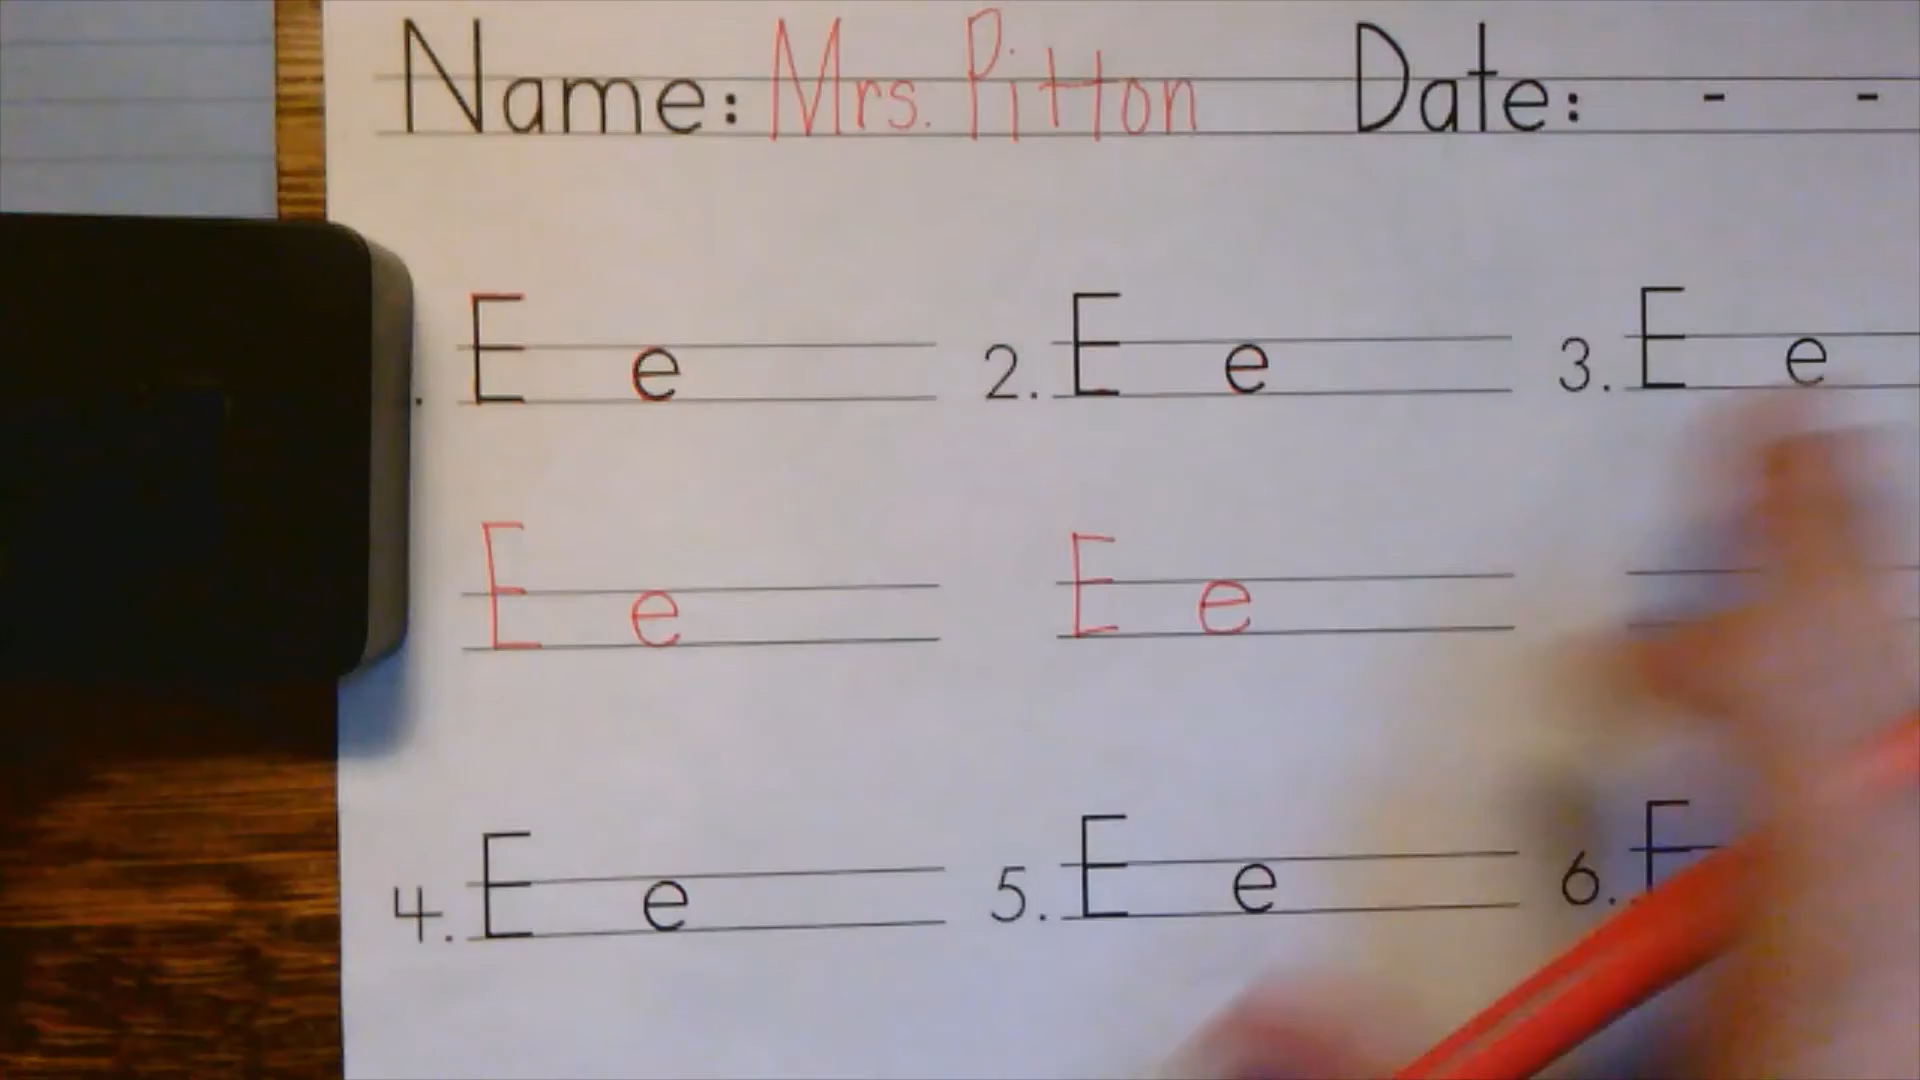 Name: Mrs. Pitton Date: - -
. E e 2. E e 3. E e
E e E e
4. E e 5. E e 6. E